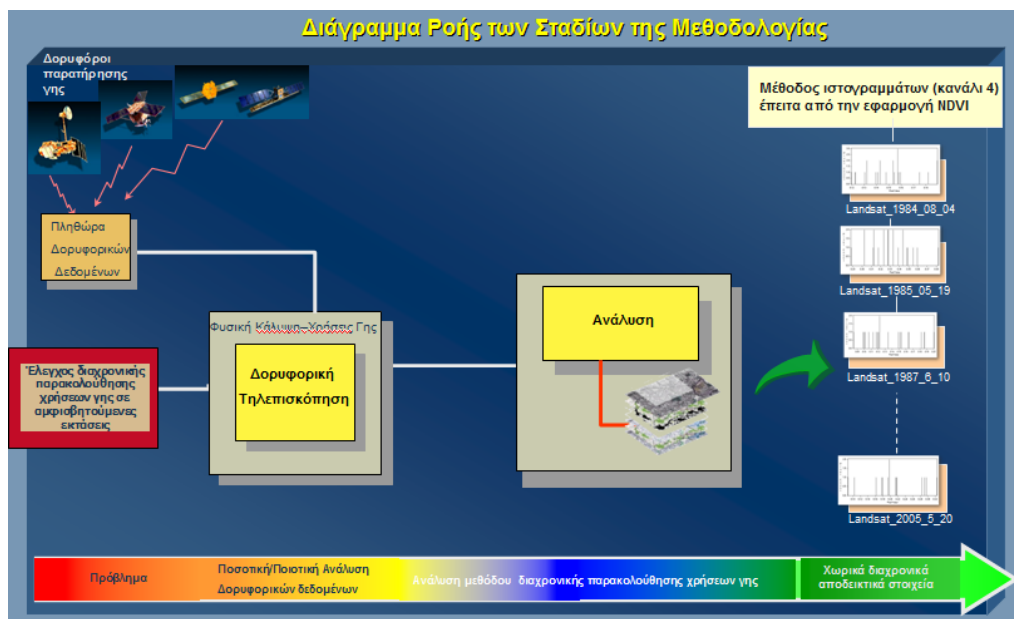 Διάγραμμα Ροής των Σταδίων της Μεθοδολογίας
Δορυφόροι
παρατήρησης
γης
Μέθοδος ιστογραμμάτων (κανάλι 4)
έπειτα από την εφαρμογή NDVI
Landsat_1984_08_04
Πληθώρα
Δορυφορικών
Δεδομένων
Landsat_1985_05_19
Φυσική Κάλυψη–Χρήσεις Γης
Ανάλυση
Έλεγχος διαχρονικής
παρακολούθησης
χρήσεων γης σε
αμφισβητούμενες
εκτάσεις
Δορυφορική
Τηλεπισκόπηση
Landsat_1987_6_10
Landsat_2005_5_20
Πρόβλημα
Ποσοτική/Ποιοτική Ανάλυση
Δορυφορικών δεδομένων
Ανάλυση μεθόδου διαχρονικής παρακολούθησης χρήσεων γης
Χωρικά διαχρονικά
αποδεικτικά στοιχεία